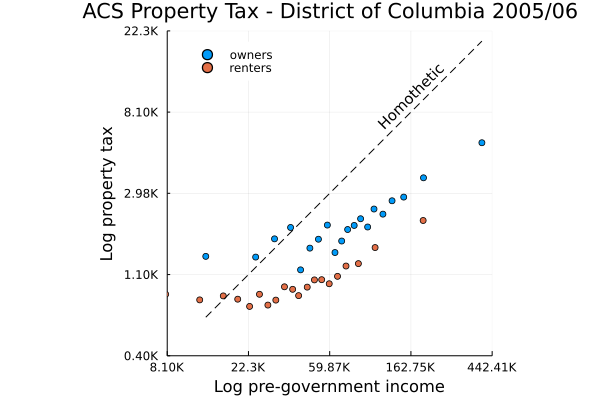 ACS Property Tax - District of Columbia 2005/06
22.3K
owners
renters
Homothetic
8.10K
Log property tax
2.98K
1.10K
0.40K
8.10K 22.3K 59.87K 162.75K 442.41K
Log pre-government income